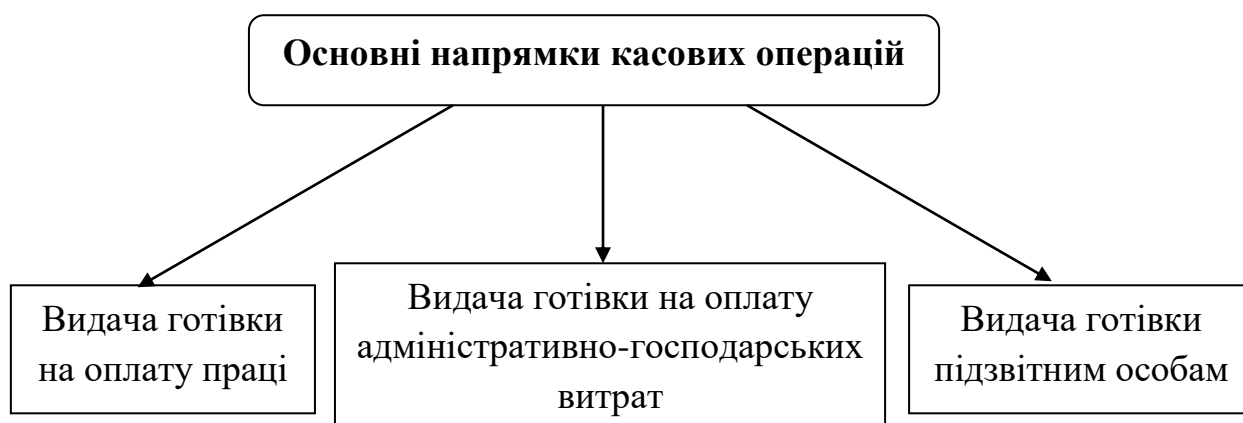 Основні напрямки касових операцій
Видача готівки
на оплату праці
Видача готівки на оплату
адміністративно-господарських
витрат
Видача готівки
підзвітним особам